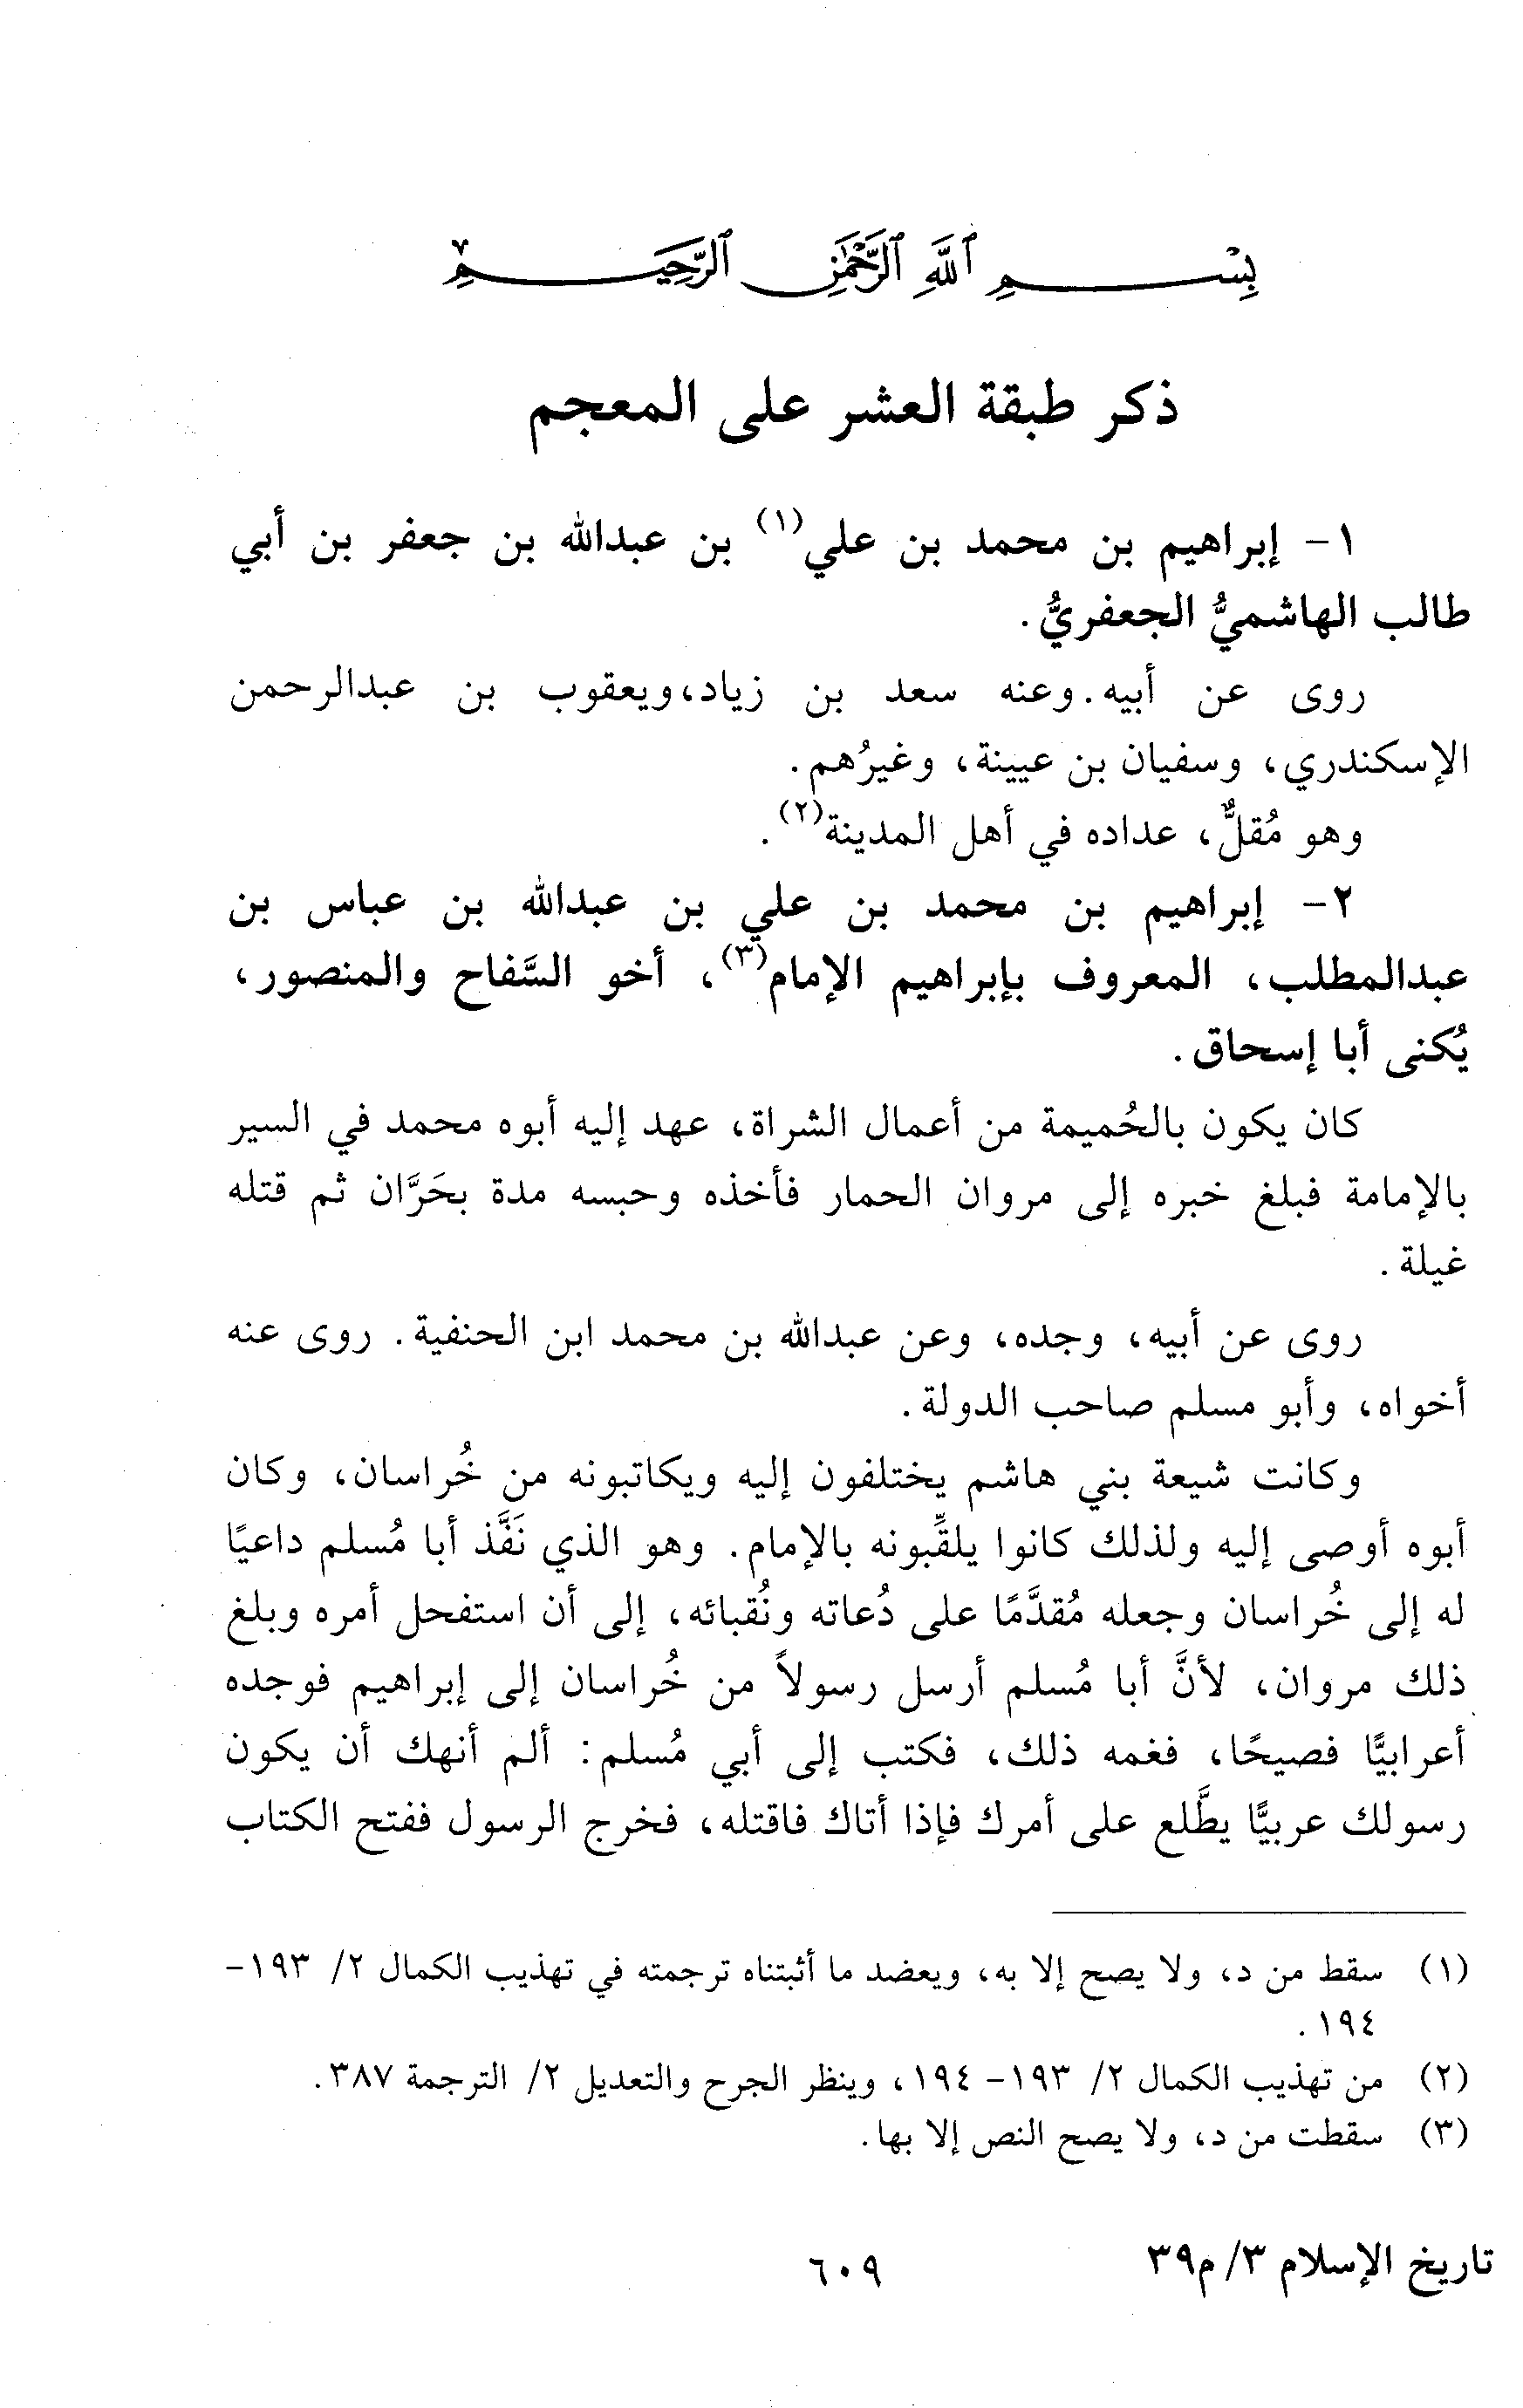 بِسْمِ ٱللَّهِ ٱلرَّحْمَٰنِ ٱلرَّحِيمِ
ذكر طبقة العشر على المعجم
١- إبراهيم بن محمد بن علي(١) بن عبدالله بن جعفر بن أبي
طالب الهاشميُّ الجعفريُّ.
روى عن أبيه. وعنه سعد بن زياد، ويعقوب بن عبدالرحمن
الإسكندري، وسفيان بن عيينة، وغيرُهم.
وهو مُقلٌّ، عداده في أهل المدينة(٢).
٢- إبراهيم بن محمد بن علي بن عبدالله بن عباس بن
عبدالمطلب، المعروف بإبراهيم الإمام(٣)، أخو السَّفاح والمنصور،
يُكنى أبا إسحاق.
كان يكون بالحُميمة من أعمال الشراة، عهد إليه أبوه محمد في السير
بالإمامة فبلغ خبره إلى مروان الحمار فأخذه وحبسه مدة بحَرَّان ثم قتله
غيلة.
روى عن أبيه، وجده، وعن عبدالله بن محمد ابن الحنفية. روى عنه
أخواه، وأبو مسلم صاحب الدولة.
وكانت شيعة بني هاشم يختلفون إليه ويكاتبونه من خُراسان، وكان
أبوه أوصى إليه ولذلك كانوا يلقِّبونه بالإمام. وهو الذي نَفَّذ أبا مُسلم داعيًا
له إلى خُراسان وجعله مُقدَّمًا على دُعاته ونُقبائه، إلى أن استفحل أمره وبلغ
ذلك مروان، لأنَّ أبا مُسلم أرسل رسولاً من خُراسان إلى إبراهيم فوجده
أعرابيًّا فصيحًا، فغمه ذلك، فكتب إلى أبي مُسلم: ألم أنهك أن يكون
رسولك عربيًّا يطَّلع على أمرك فإذا أتاك فاقتله، فخرج الرسول ففتح الكتاب
(١) سقط من د، ولا يصح إلا به، ويعضد ما أثبتناه ترجمته في تهذيب الكمال ٢/ ١٩٣-
١٩٤.
(٢) من تهذيب الكمال ٢/ ١٩٣- ١٩٤، وينظر الجرح والتعديل ٢/ الترجمة ٣٨٧.
(٣) سقطت من د، ولا يصح النص إلا بها.
تاريخ الإسلام ٣/ م٣٩
٦٠٩